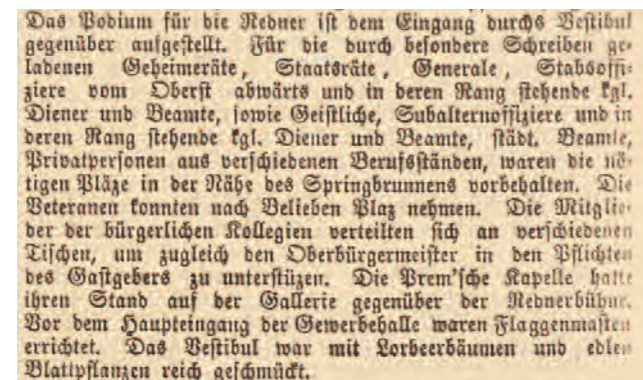 Das Podium für die Redner ist dem Eingang durchs Vestibul
gegenüber aufgestellt. Für die durch besondere Schreiben ge-
ladenen Geheimeräte, Staatsräte, Generale, Stabsoffi-
ziere vom Oberst abwärts und in deren Rang stehende kgl.
Diener und Beamte, sowie Geistliche, Subalternoffiziere und in
deren Rang stehende kgl. Diener und Beamte, städt. Beamte,
Privatpersonen aus verschiedenen Berufsständen, waren die nö-
tigen Pläze in der Nähe des Springbrunnens vorbehalten. Die
Veteranen konnten nach Belieben Plaz nehmen. Die Mitglie-
der der bürgerlichen Kollegien verteilten sich an verschiedenen
Tischen, um zugleich den Oberbürgermeister in den Pflichten
des Gastgebers zu unterstüzen. Die Prem'sche Kapelle hatte
ihren Stand auf der Gallerie gegenüber der Rednerbühne.
Vor dem Haupteingang der Gewerbehalle waren Flaggenmasten
errichtet. Das Vestibul war mit Lorbeerbäumen und edlen
Blattpflanzen reich geschmückt.